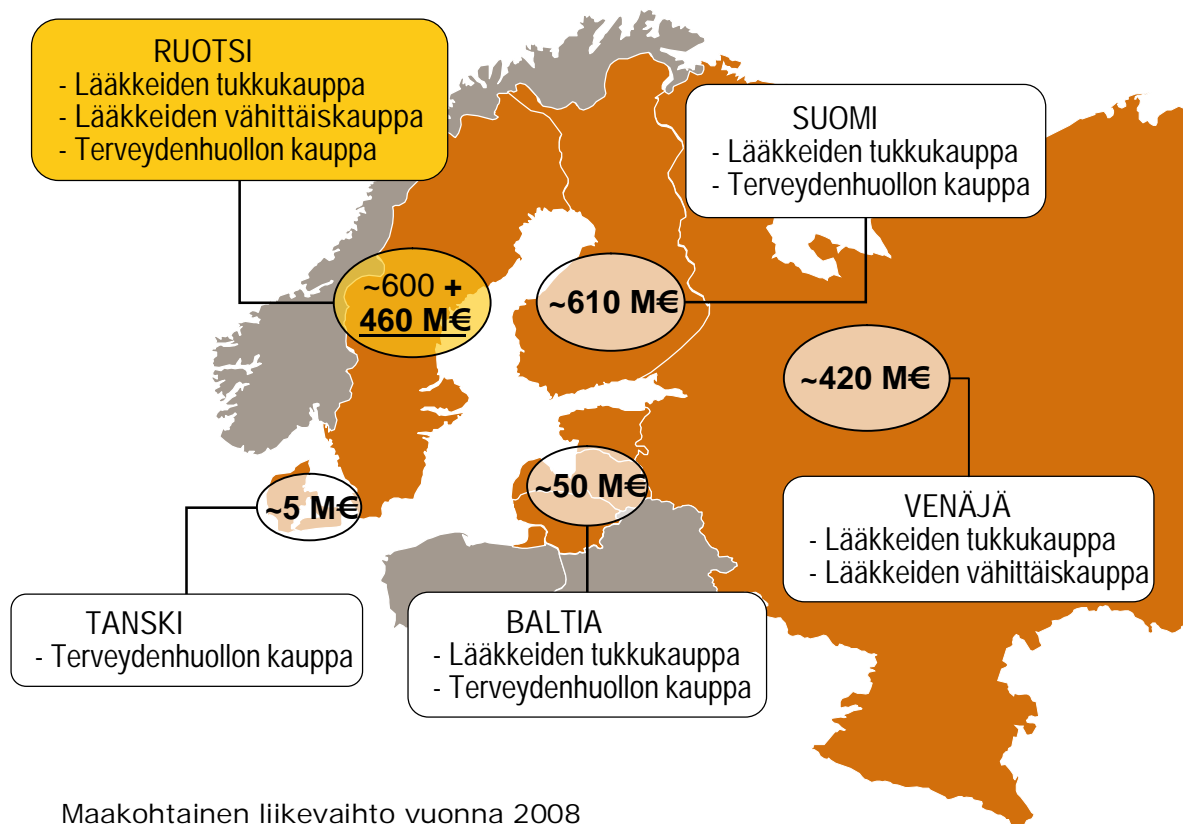 RUOTSI
- Lääkkeiden tukkukauppa
- Lääkkeiden vähittäiskauppa
- Terveydenhuollon kauppa
SUOMI
- Lääkkeiden tukkukauppa
- Terveydenhuollon kauppa
~600 +
460 M€
~610 M€
~420 M€
~5 M€
~50 M€
VENÄJÄ
- Lääkkeiden tukkukauppa
- Lääkkeiden vähittäiskauppa
TANSKI
- Terveydenhuollon kauppa
BALTIA
- Lääkkeiden tukkukauppa
- Terveydenhuollon kauppa
Maakohtainen liikevaihto vuonna 2008